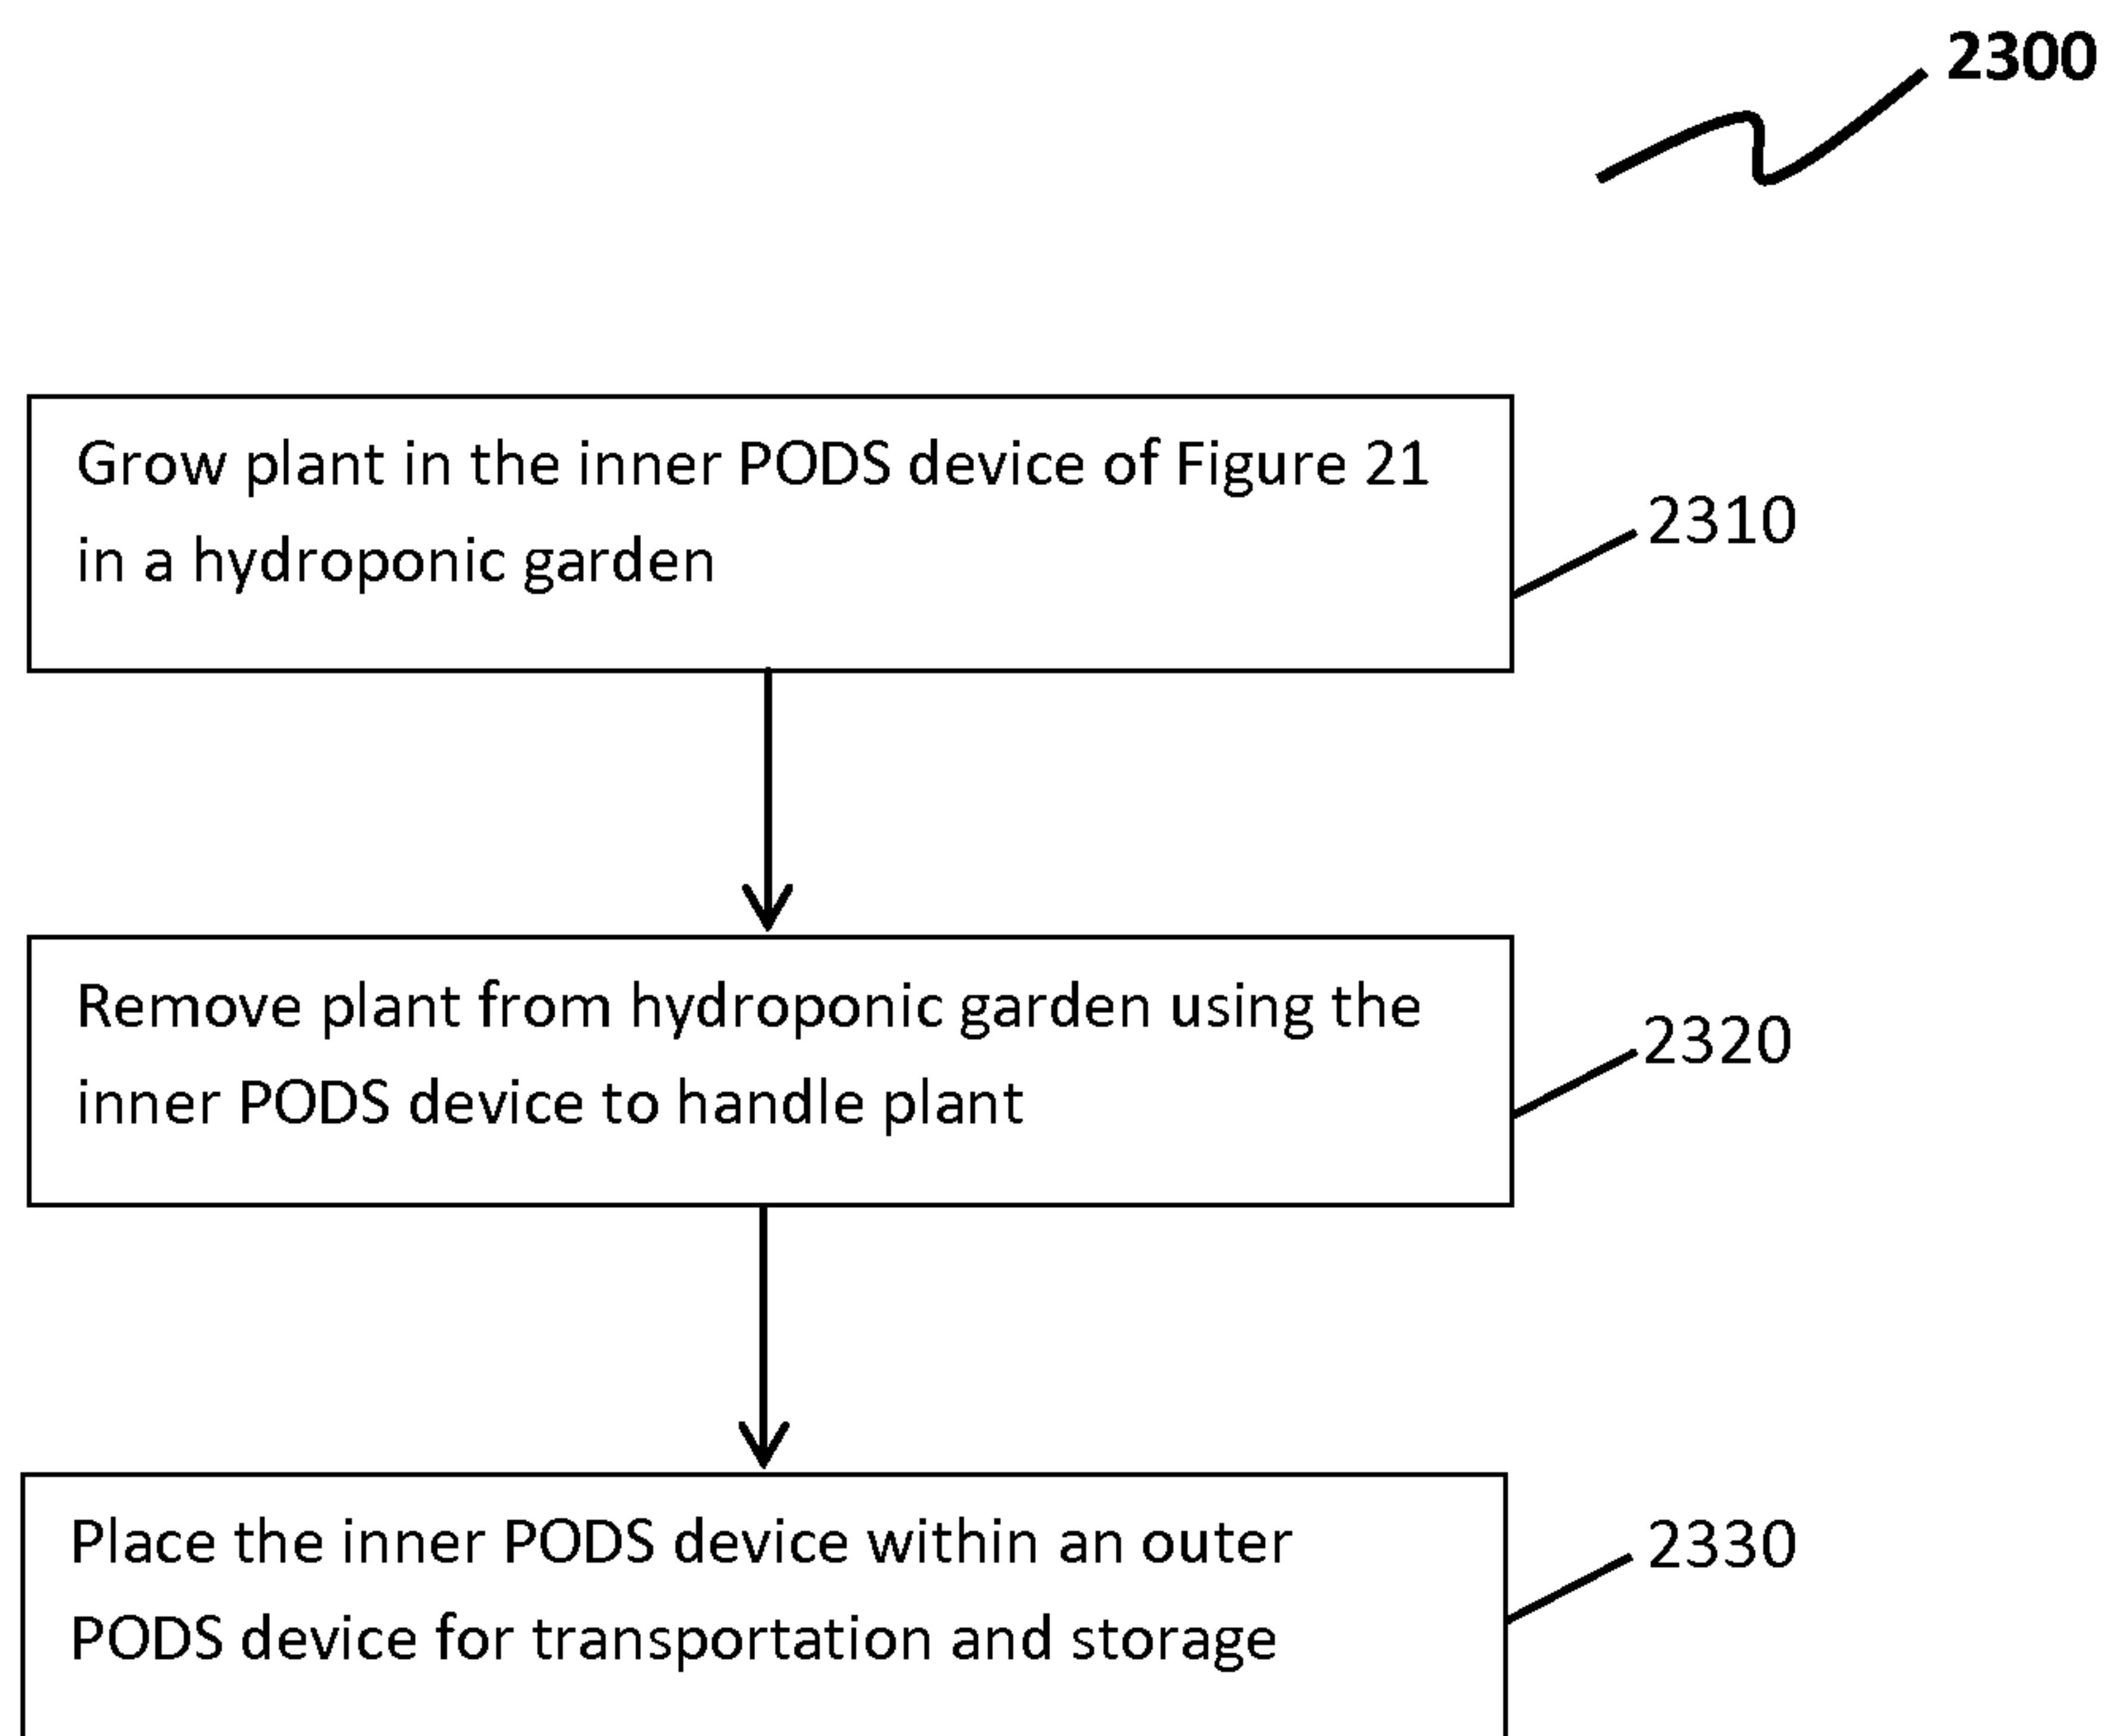 2300
Grow plant in the inner PODS device of Figure 21
in a hydroponic garden
2310
Remove plant from hydroponic garden using the
inner PODS device to handle plant
2320
Place the inner PODS device within an outer
PODS device for transportation and storage
2330